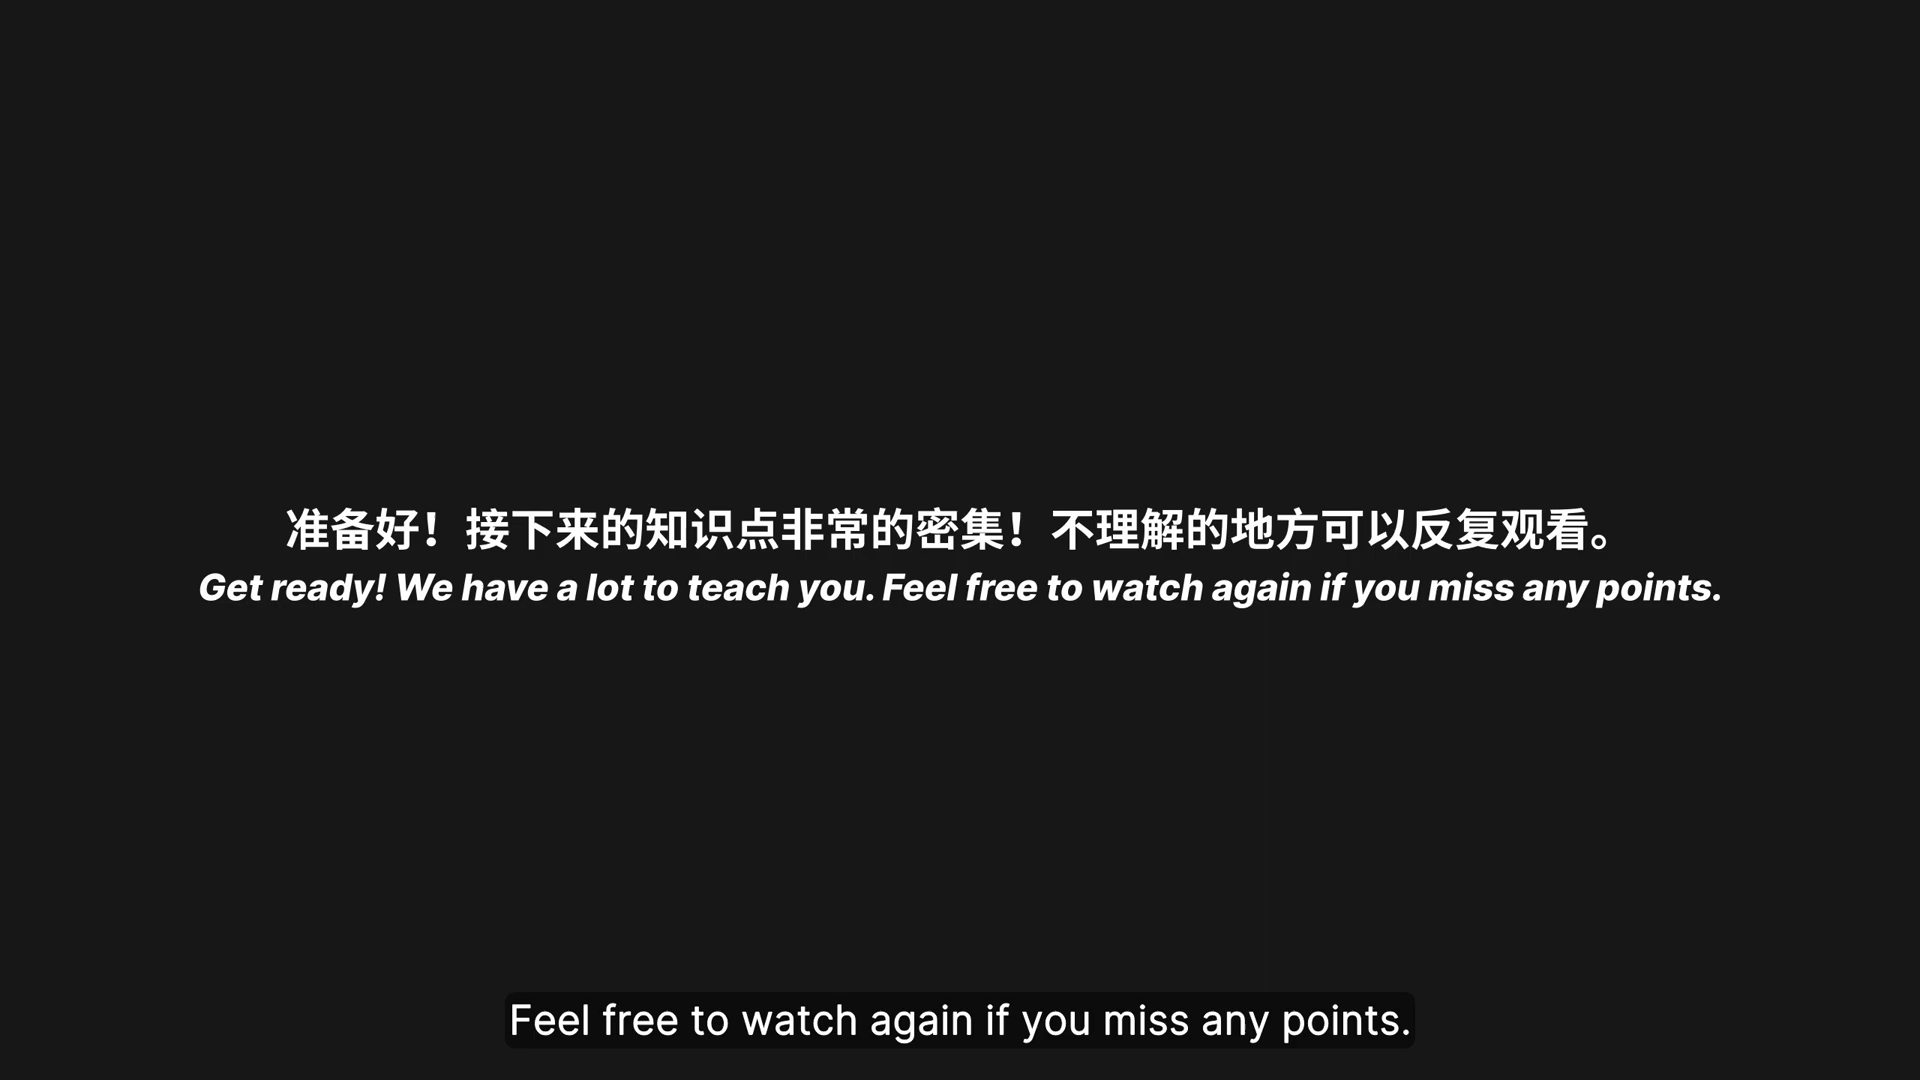 准备好！接下来的知识点非常的密集！不理解的地方可以反复观看。
Get ready! We have a lot to teach you. Feel free to watch again if you miss any points.
Feel free to watch again if you miss any points.